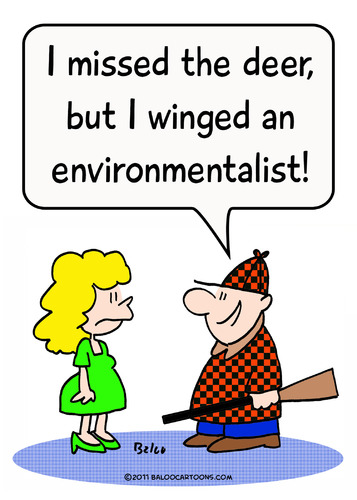 I missed the deer,
but I winged an
environmentalist!
Baloo
©2011 BALOOCARTOONS.COM